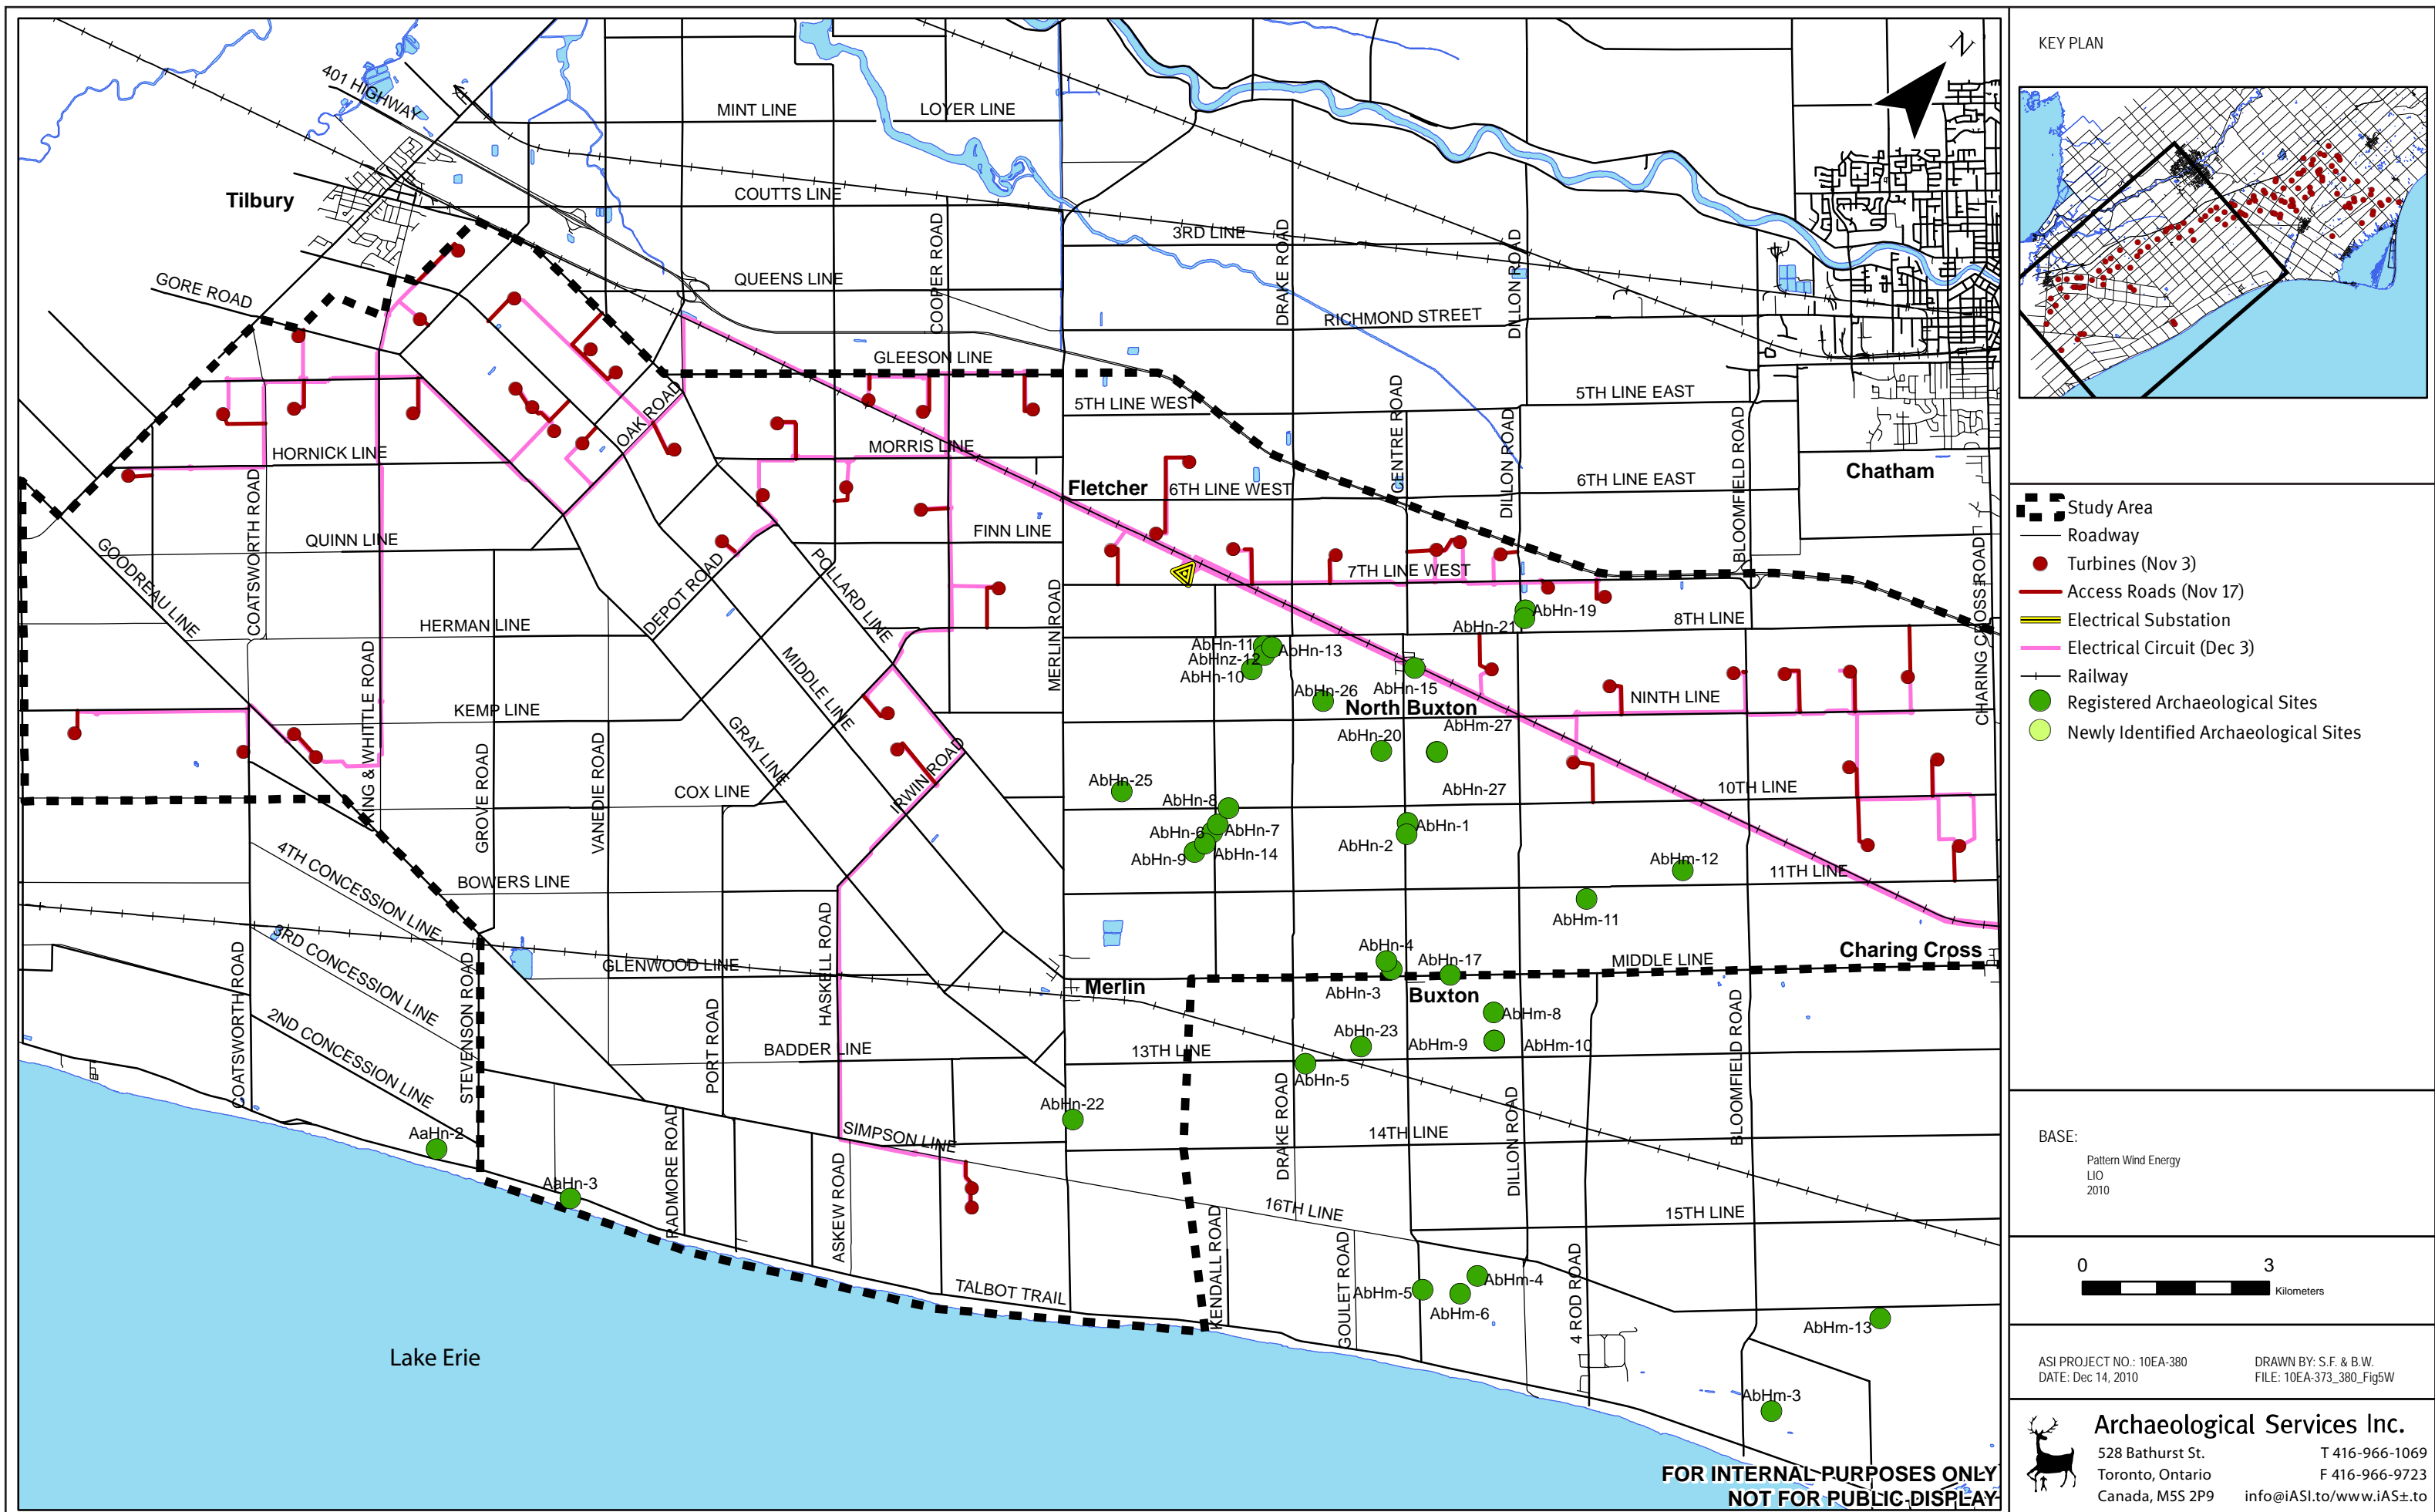 401 HIGHWAY
MINT LINE
LOYER LINE
N
Tilbury
COUTTS LINE
COOPER ROAD
3RD LINE
DRAKE ROAD
DILLON ROAD
QUEENS LINE
GORE ROAD
RICHMOND STREET
GLEESON LINE
OAK ROAD
5TH LINE WEST
CENTRE ROAD
DILLON ROAD
5TH LINE EAST
BLOOMFIELD ROAD
HORNICK LINE
MORRIS LINE
Chatham
Fletcher
6TH LINE WEST
6TH LINE EAST
COATSWORTH ROAD
QUINN LINE
FINN LINE
GODREAU LINE
DEPOT ROAD
POLLARD LINE
7TH LINE WEST
CHARING CROSS ROAD
MERLIN ROAD
HERMAN LINE
AbHn-19
AbHn-21
8TH LINE
KING & WHITTLE ROAD
MIDDLE LINE
AbHn-11
AbHn-13
AbHnz-12
AbHn-10
AbHn-26
AbHn-15
NINTH LINE
North Buxton
KEMP LINE
GRAY LINE
AbHn-20
AbHm-27
GROVE ROAD
VANEDIE ROAD
IRWIN ROAD
AbHn-25
COX LINE
AbHn-27
10TH LINE
AbHn-8
AbHn-6
AbHn-7
AbHn-1
AbHn-2
AbHn-9
AbHn-14
AbHm-12
11TH LINE
4TH CONCESSION LINE
BOWERS LINE
AbHm-11
HASKELL ROAD
3RD CONCESSION LINE
AbHn-4
AbHn-17
MIDDLE LINE
Charing Cross
GLENWOOD LINE
COATSWORTH ROAD
STEVENSON ROAD
Merlin
AbHn-3
Buxton
PORT ROAD
BLOOMFIELD ROAD
2ND CONCESSION LINE
AbHm-8
AbHn-23
AbHm-9
AbHm-10
BADDER LINE
13TH LINE
AbHn-5
DRAKE ROAD
DILLON ROAD
AbHn-22
AaHn-2
SIMPSON LINE
14TH LINE
RADMORE ROAD
ASKEW ROAD
AaHn-3
16TH LINE
15TH LINE
KENDALL ROAD
GOULET ROAD
4 ROD ROAD
TALBOT TRAIL
AbHm-4
AbHm-5
AbHm-6
AbHm-13
Lake Erie
AbHm-3
FOR INTERNAL PURPOSES ONLY
NOT FOR PUBLIC DISPLAY
KEY PLAN
Study Area
Roadway
Turbines (Nov 3)
Access Roads (Nov 17)
Electrical Substation
Electrical Circuit (Dec 3)
Railway
Registered Archaeological Sites
Newly Identified Archaeological Sites
BASE:
Pattern Wind Energy
LIO
2010
0 3
Kilometers
ASI PROJECT NO.: 10EA-380 DRAWN BY: S.F. & B.W.
DATE: Dec 14, 2010 FILE: 10EA-373_380_Fig5W
Archaeological Services Inc.
528 Bathurst St. T 416-966-1069
Toronto, Ontario F 416-966-9723
Canada, M5S 2P9 info@iASI.to/www.iAS±.to